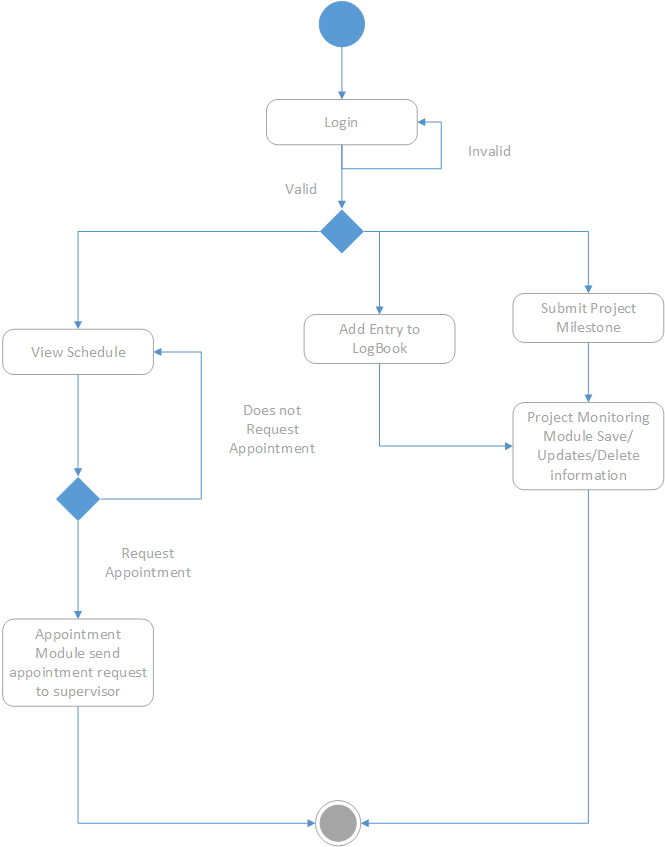 Login
Invalid
Valid
Submit Project
Milestone
Add Entry to
LogBook
View Schedule
Does not
Request
Appointment
Project Monitoring
Module Save/
Updates/Delete
information
Request
Appointment
Appointment
Module send
appointment request
to supervisor